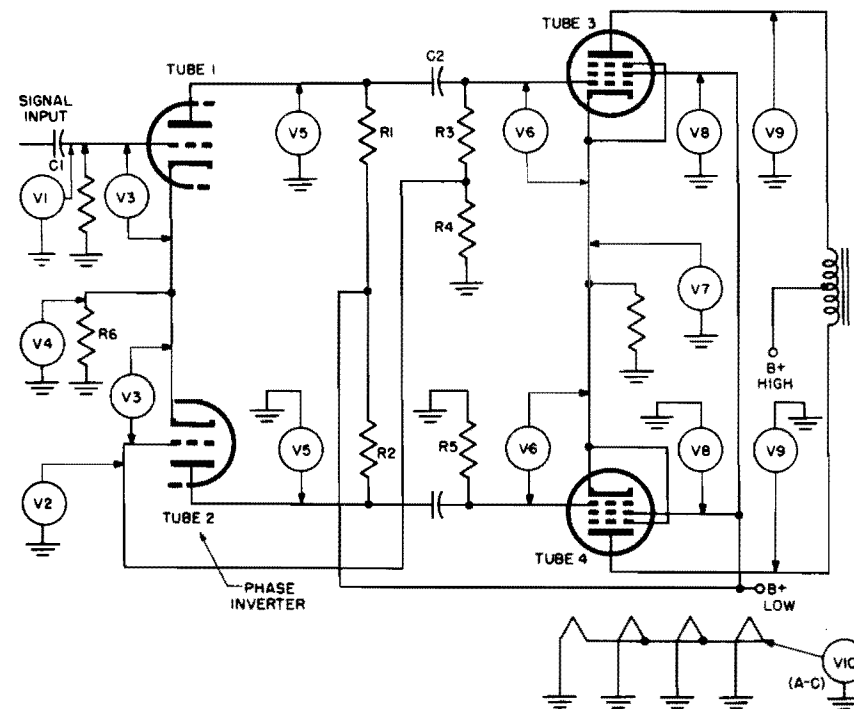 TUBE 3
C2
TUBE 1
SIGNAL
INPUT
C1
V1
V3
V5
R1
R3
V6
V8
V9
R4
V4
R6
V7
B+
HIGH
V3
V5
R2
R5
V6
V8
V9
V2
TUBE 2
TUBE 4
PHASE
INVERTER
B+
LOW
V10
(A-C)